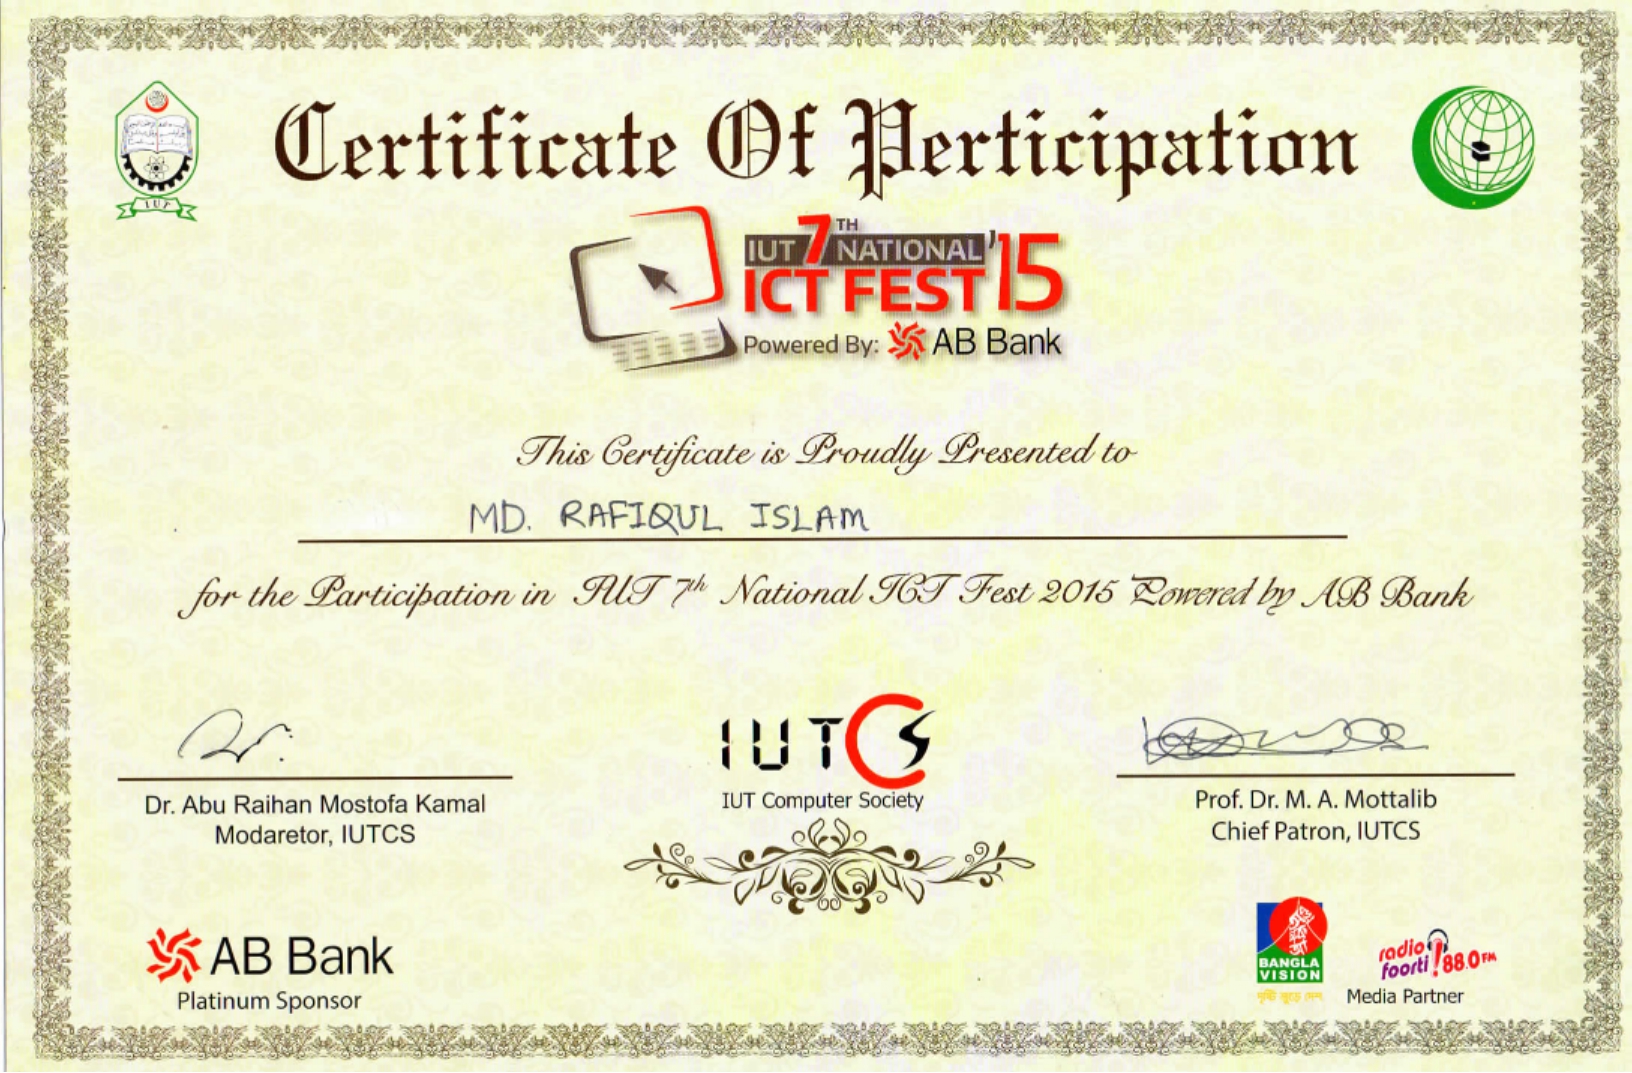 Certificate Of Perticipation
IUT
IUT 7TH NATIONAL
ICT FEST '15
Powered By: AB Bank
This Certificate is Proudly Presented to
MD. RAFIQUL ISLAM
for the Participation in IUT 7th National ICT Fest 2015 Powered by AB Bank
IUTCS
IUT Computer Society
Dr. Abu Raihan Mostofa Kamal
Modaretor, IUTCS
Prof. Dr. M. A. Mottalib
Chief Patron, IUTCS
AB Bank
Platinum Sponsor
BANGLA
VISION
দৃষ্টি জুড়ে দেশ
radio
foorti 88.0 FM
Media Partner